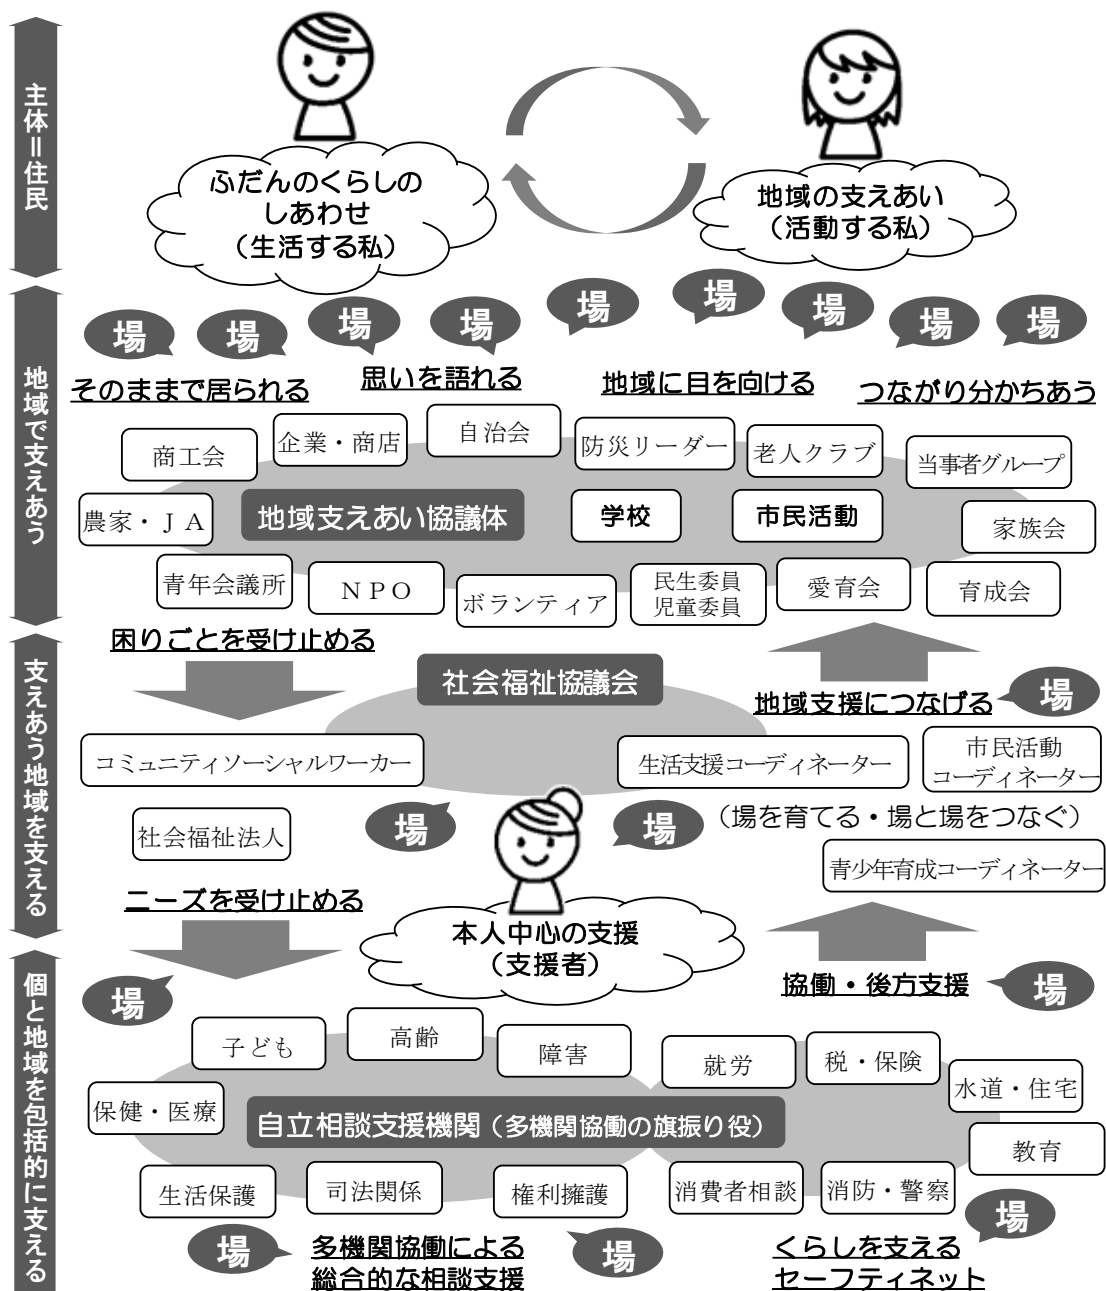 主体＝住民
ふだんのくらしの
しあわせ
（生活する私）
地域の支えあい
（活動する私）
地域で支えあう
場
場
場
場
場
場
場
場
場
そのままで居られる
思いを語れる
地域に目を向ける
つながり分かちあう
商工会
企業・商店
自治会
防災リーダー
老人クラブ
当事者グループ
農家・ＪＡ
地域支えあい協議体
学校
市民活動
家族会
青年会議所
ＮＰＯ
ボランティア
民生委員
児童委員
愛育会
育成会
困りごとを受け止める
支えあう地域を支える
社会福祉協議会
地域支援につなげる
場
コミュニティソーシャルワーカー
生活支援コーディネーター
市民活動
コーディネーター
場
場
（場を育てる・場と場をつなぐ）
社会福祉法人
青少年育成コーディネーター
ニーズを受け止める
本人中心の支援
（支援者）
協働・後方支援
場
場
個と地域を包括的に支える
子ども
高齢
障害
就労
税・保険
水道・住宅
保健・医療
自立相談支援機関（多機関協働の旗振り役）
教育
生活保護
司法関係
権利擁護
消費者相談
消防・警察
場
場
場
多機関協働による
総合的な相談支援
くらしを支える
セーフティネット